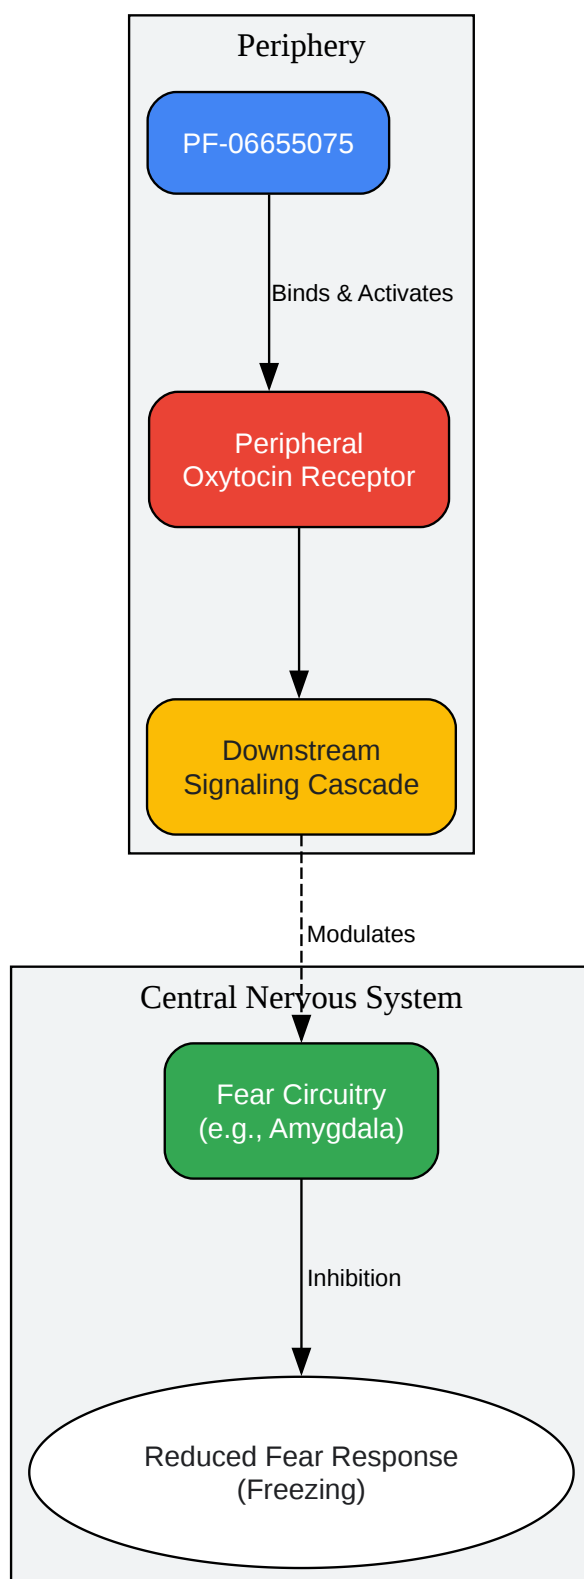 Periphery
PF-06655075
Binds & Activates
Peripheral
Oxytocin Receptor
Downstream
Signaling Cascade
Modulates
Central Nervous System
Fear Circuitry
(e.g., Amygdala)
Inhibition
Reduced Fear Response
(Freezing)